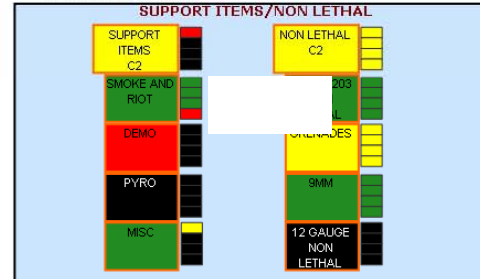 SUPPORT ITEMS/NON LETHAL
SUPPORT
ITEMS
C2
NON LETHAL
C2
SMOKE AND
RIOT
203
DEMO
GRENADES
PYRO
9MM
MISC
12 GAUGE
NON
LETHAL